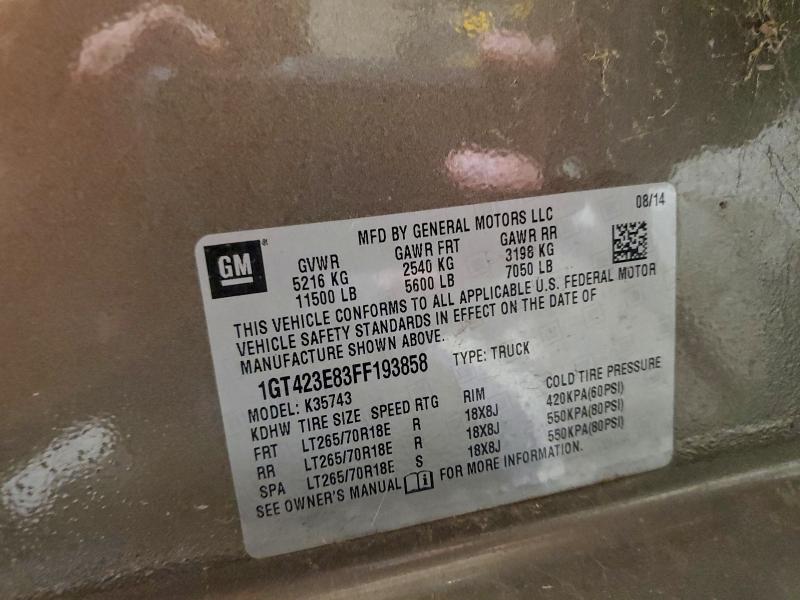 08/14
GM®
MFD BY GENERAL MOTORS LLC
GVWR GAWR FRT GAWR RR
5216 KG 2540 KG 3198 KG
11500 LB 5600 LB 7050 LB
THIS VEHICLE CONFORMS TO ALL APPLICABLE U.S. FEDERAL MOTOR
VEHICLE SAFETY STANDARDS IN EFFECT ON THE DATE OF
MANUFACTURE SHOWN ABOVE.
1GT423E83FF193858 TYPE: TRUCK
MODEL: K35743
KDHW TIRE SIZE SPEED RTG RIM COLD TIRE PRESSURE
FRT LT265/70R18E R 18X8J 420KPA(60PSI)
RR LT265/70R18E R 18X8J 550KPA(80PSI)
SPA LT265/70R18E S 18X8J 550KPA(80PSI)
SEE OWNER'S MANUAL i FOR MORE INFORMATION.